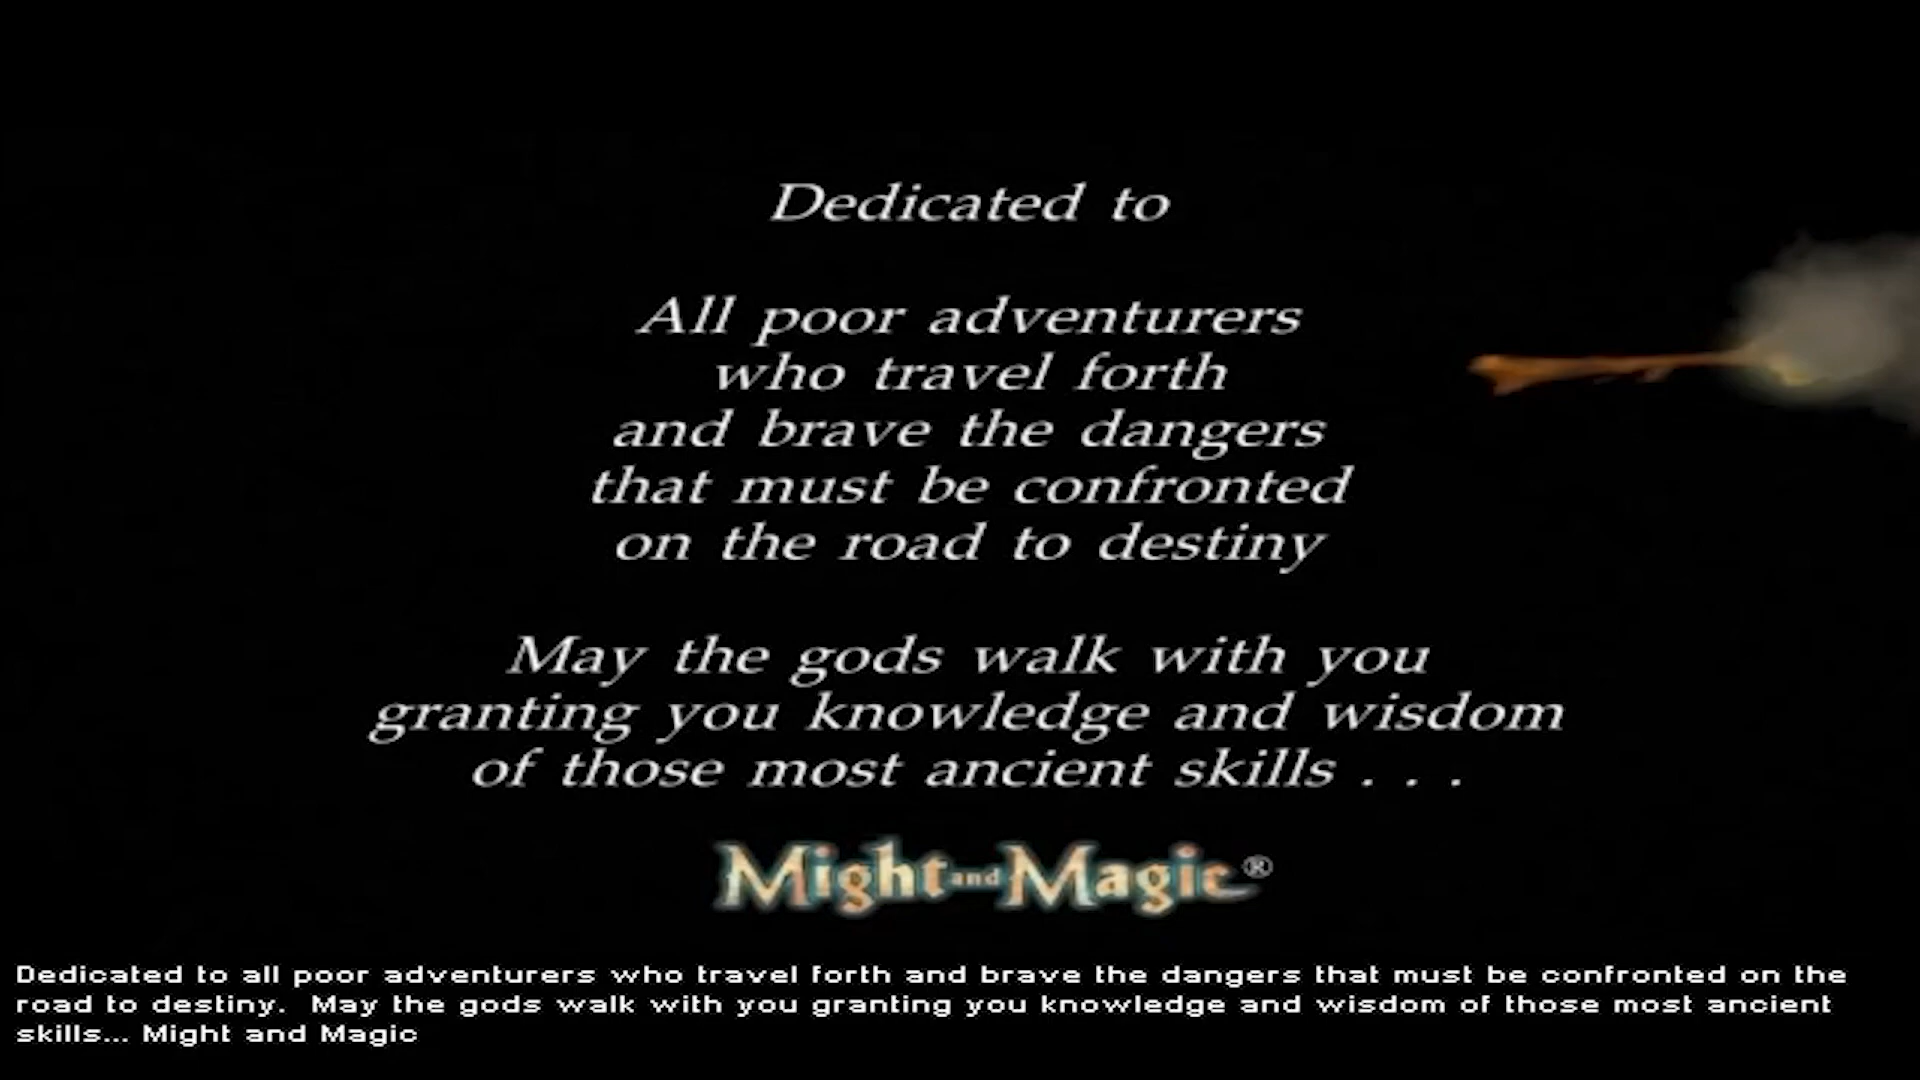 Dedicated to
All poor adventurers
who travel forth
and brave the dangers
that must be confronted
on the road to destiny
May the gods walk with you
granting you knowledge and wisdom
of those most ancient skills . . .
Might and Magic®
Dedicated to all poor adventurers who travel forth and brave the dangers that must be confronted on the
road to destiny.  May the gods walk with you granting you knowledge and wisdom of those most ancient
skills... Might and Magic